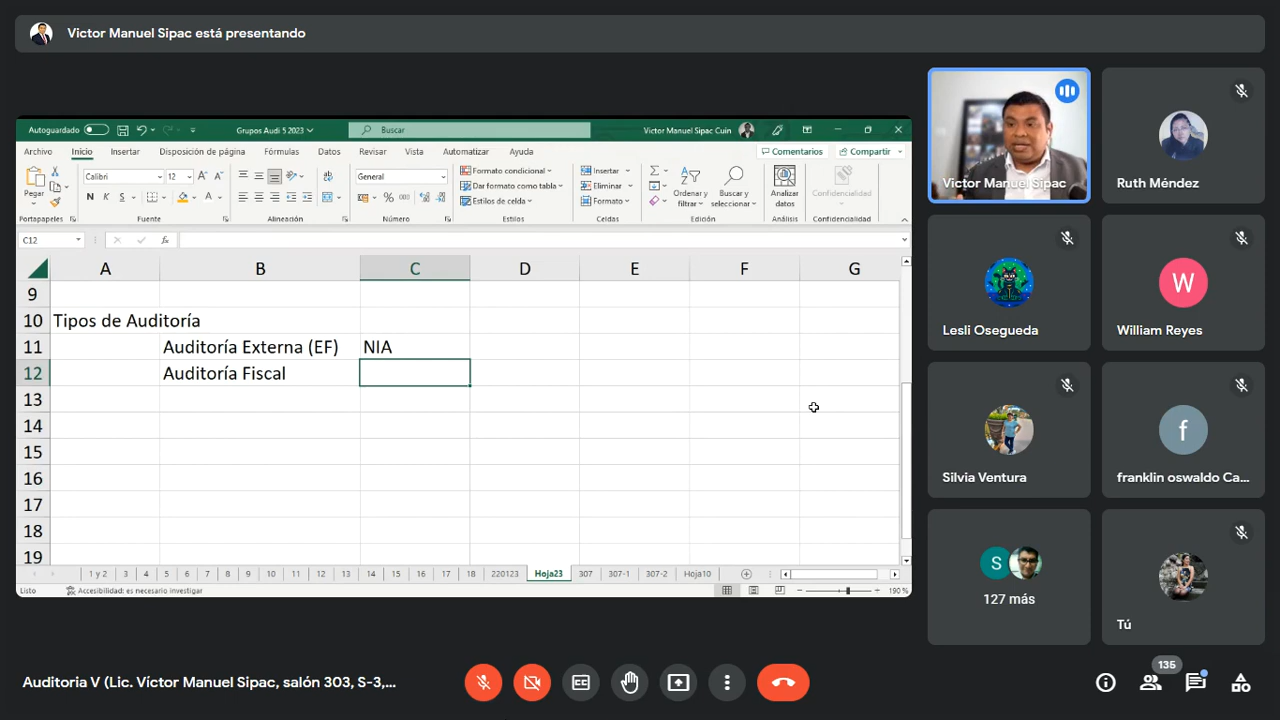 Victor Manuel Sipac está presentando
Autoguardado
Grupos Audi 5 2023
Buscar
Victor Manuel Sipac Cuin
Archivo Inicio Insertar Disposición de página Fórmulas Datos Revisar Vista Automatizar Ayuda Comentarios Compartir
Pegar
Calibri 12
N K S
General
Formato condicional
Dar formato como tabla
Estilos de celda
Insertar
Eliminar
Formato
Ordenar y filtrar
Buscar y seleccionar
Analizar datos
Confidencialidad
Portapapeles Fuente Alineación Número Estilos Celdas Edición Análisis Confidencialidad
C12 fx
A B C D E F G
9
10 Tipos de Auditoría
11 Auditoría Externa (EF) NIA
12 Auditoría Fiscal
13
14
15
16
17
18
19
1 y 2 3 4 5 6 7 8 9 10 11 12 13 14 15 16 17 18 220123 Hoja23 307 307-1 307-2 Hoja10
Listo Accesibilidad: es necesario investigar 190 %
Victor Manuel Sipac
Ruth Méndez
Lesli Osegueda
W
William Reyes
Silvia Ventura
f
franklin oswaldo Ca...
S
127 más
Tú
Auditoria V (Lic. Víctor Manuel Sipac, salón 303, S-3,...
135